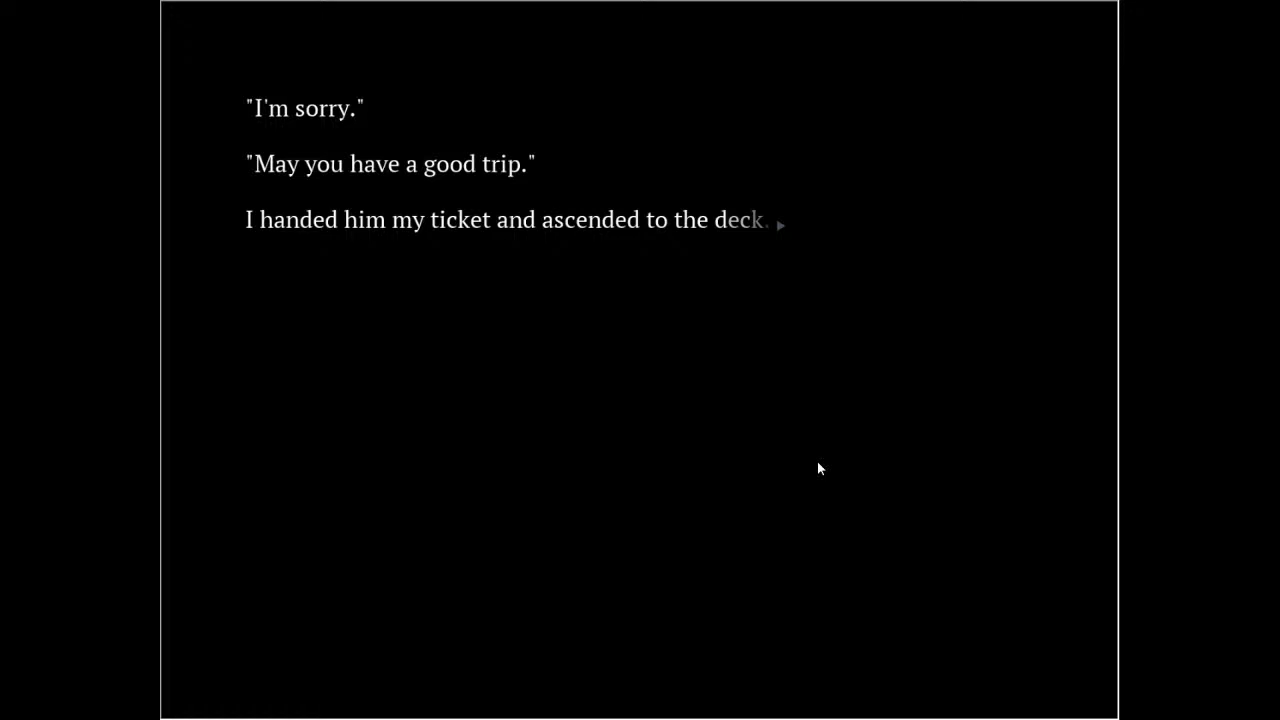 "I'm sorry."
"May you have a good trip."
I handed him my ticket and ascended to the deck.